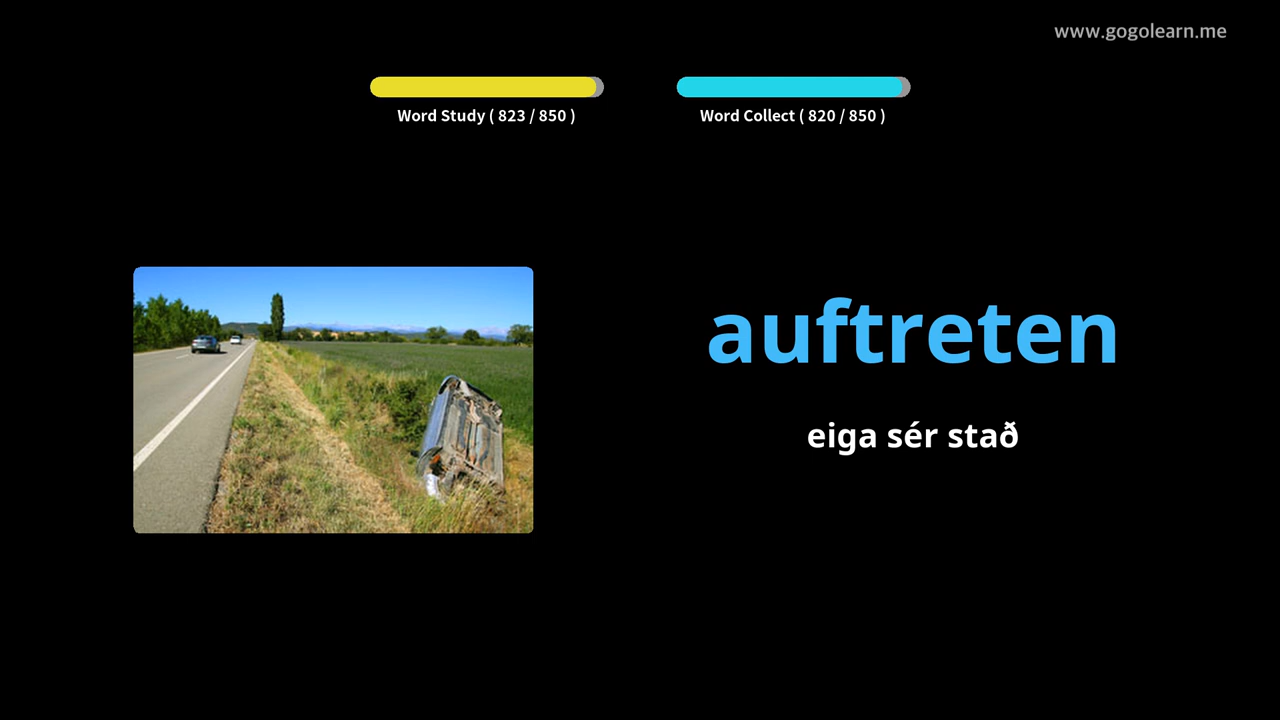 www.gogolearn.me
Word Study ( 823 / 850 )
Word Collect ( 820 / 850 )
auftreten
eiga sér stað